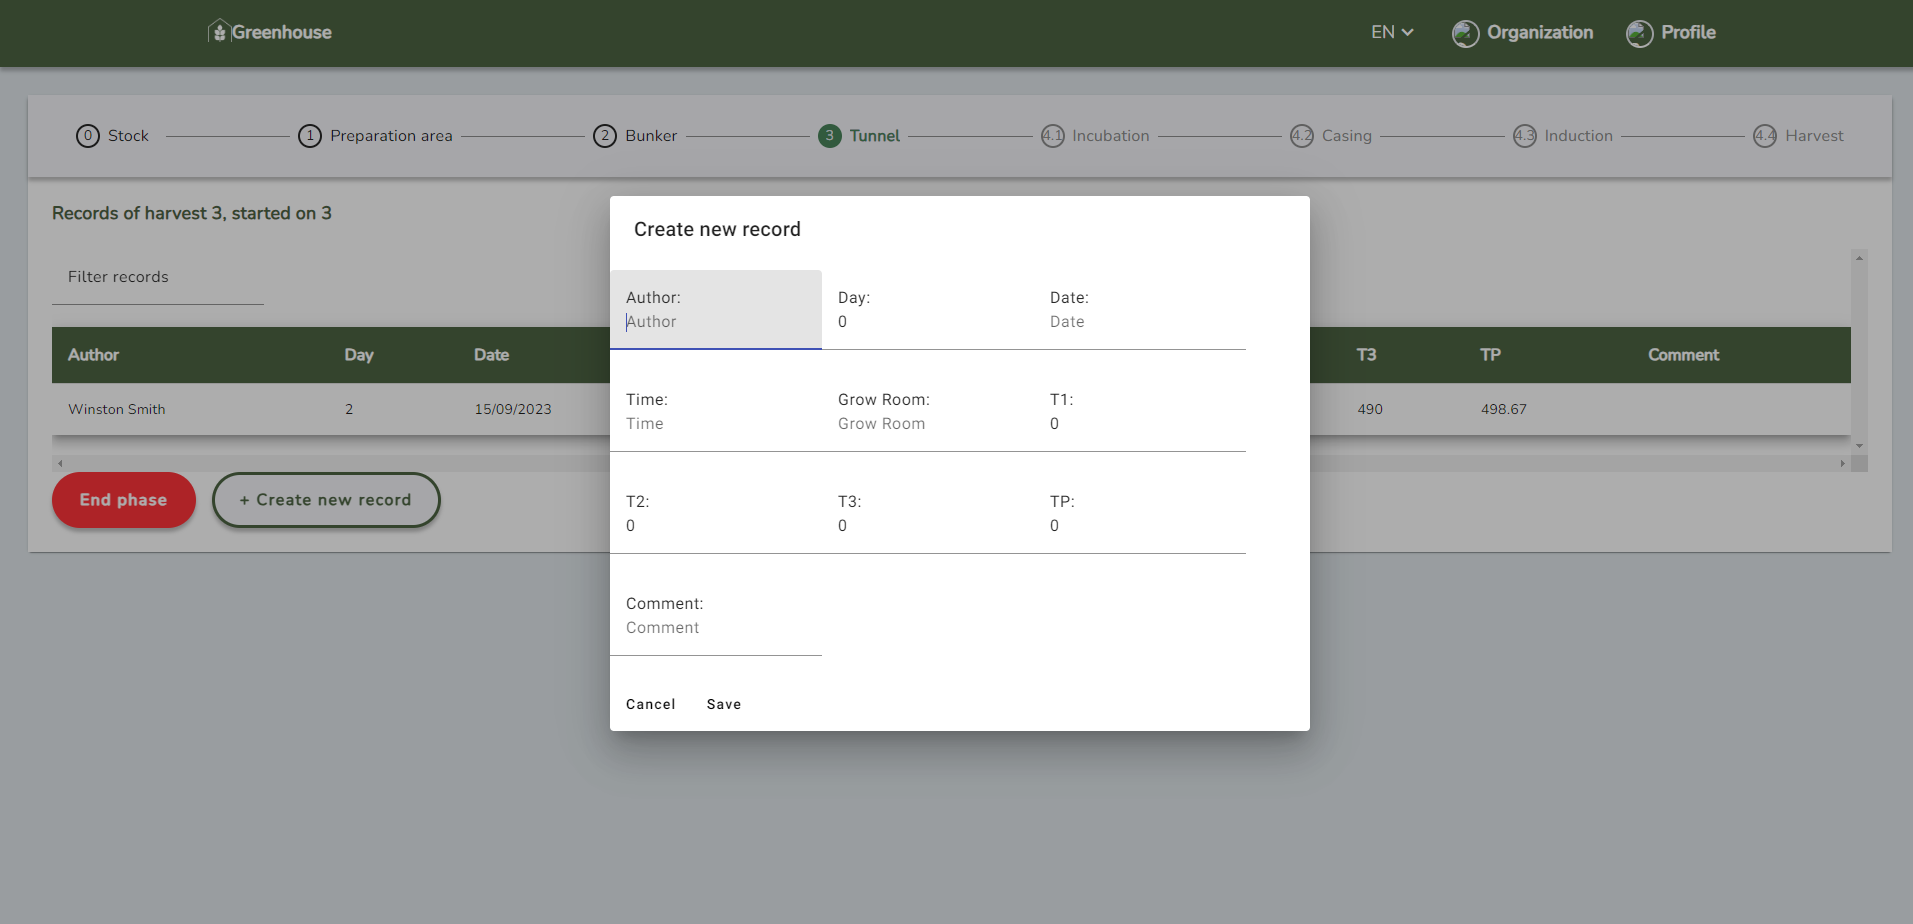 Greenhouse
EN
Organization
Profile
0 Stock
1 Preparation area
2 Bunker
3 Tunnel
4.1 Incubation
4.2 Casing
4.3 Induction
4.4 Harvest
Records of harvest 3, started on 3
Filter records
Author Day Date T3 TP Comment
Winston Smith 2 15/09/2023 490 498.67
End phase
+ Create new record
Create new record
Author: Day: Date:
Author 0 Date
Time: Grow Room: T1:
Time Grow Room 0
T2: T3: TP:
0 0 0
Comment:
Comment
Cancel Save